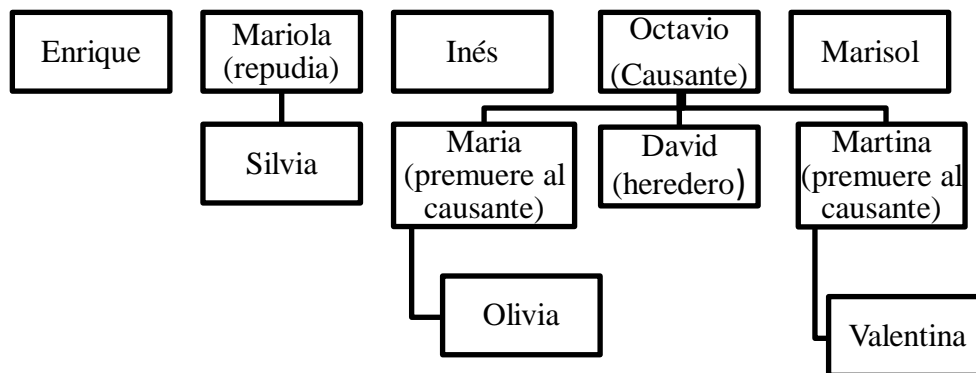 Enrique
Mariola
(repudia)
Inés
Octavio
(Causante)
Marisol
Silvia
Maria
(premuere al
causante)
David
(heredero)
Martina
(premuere al
causante)
Olivia
Valentina